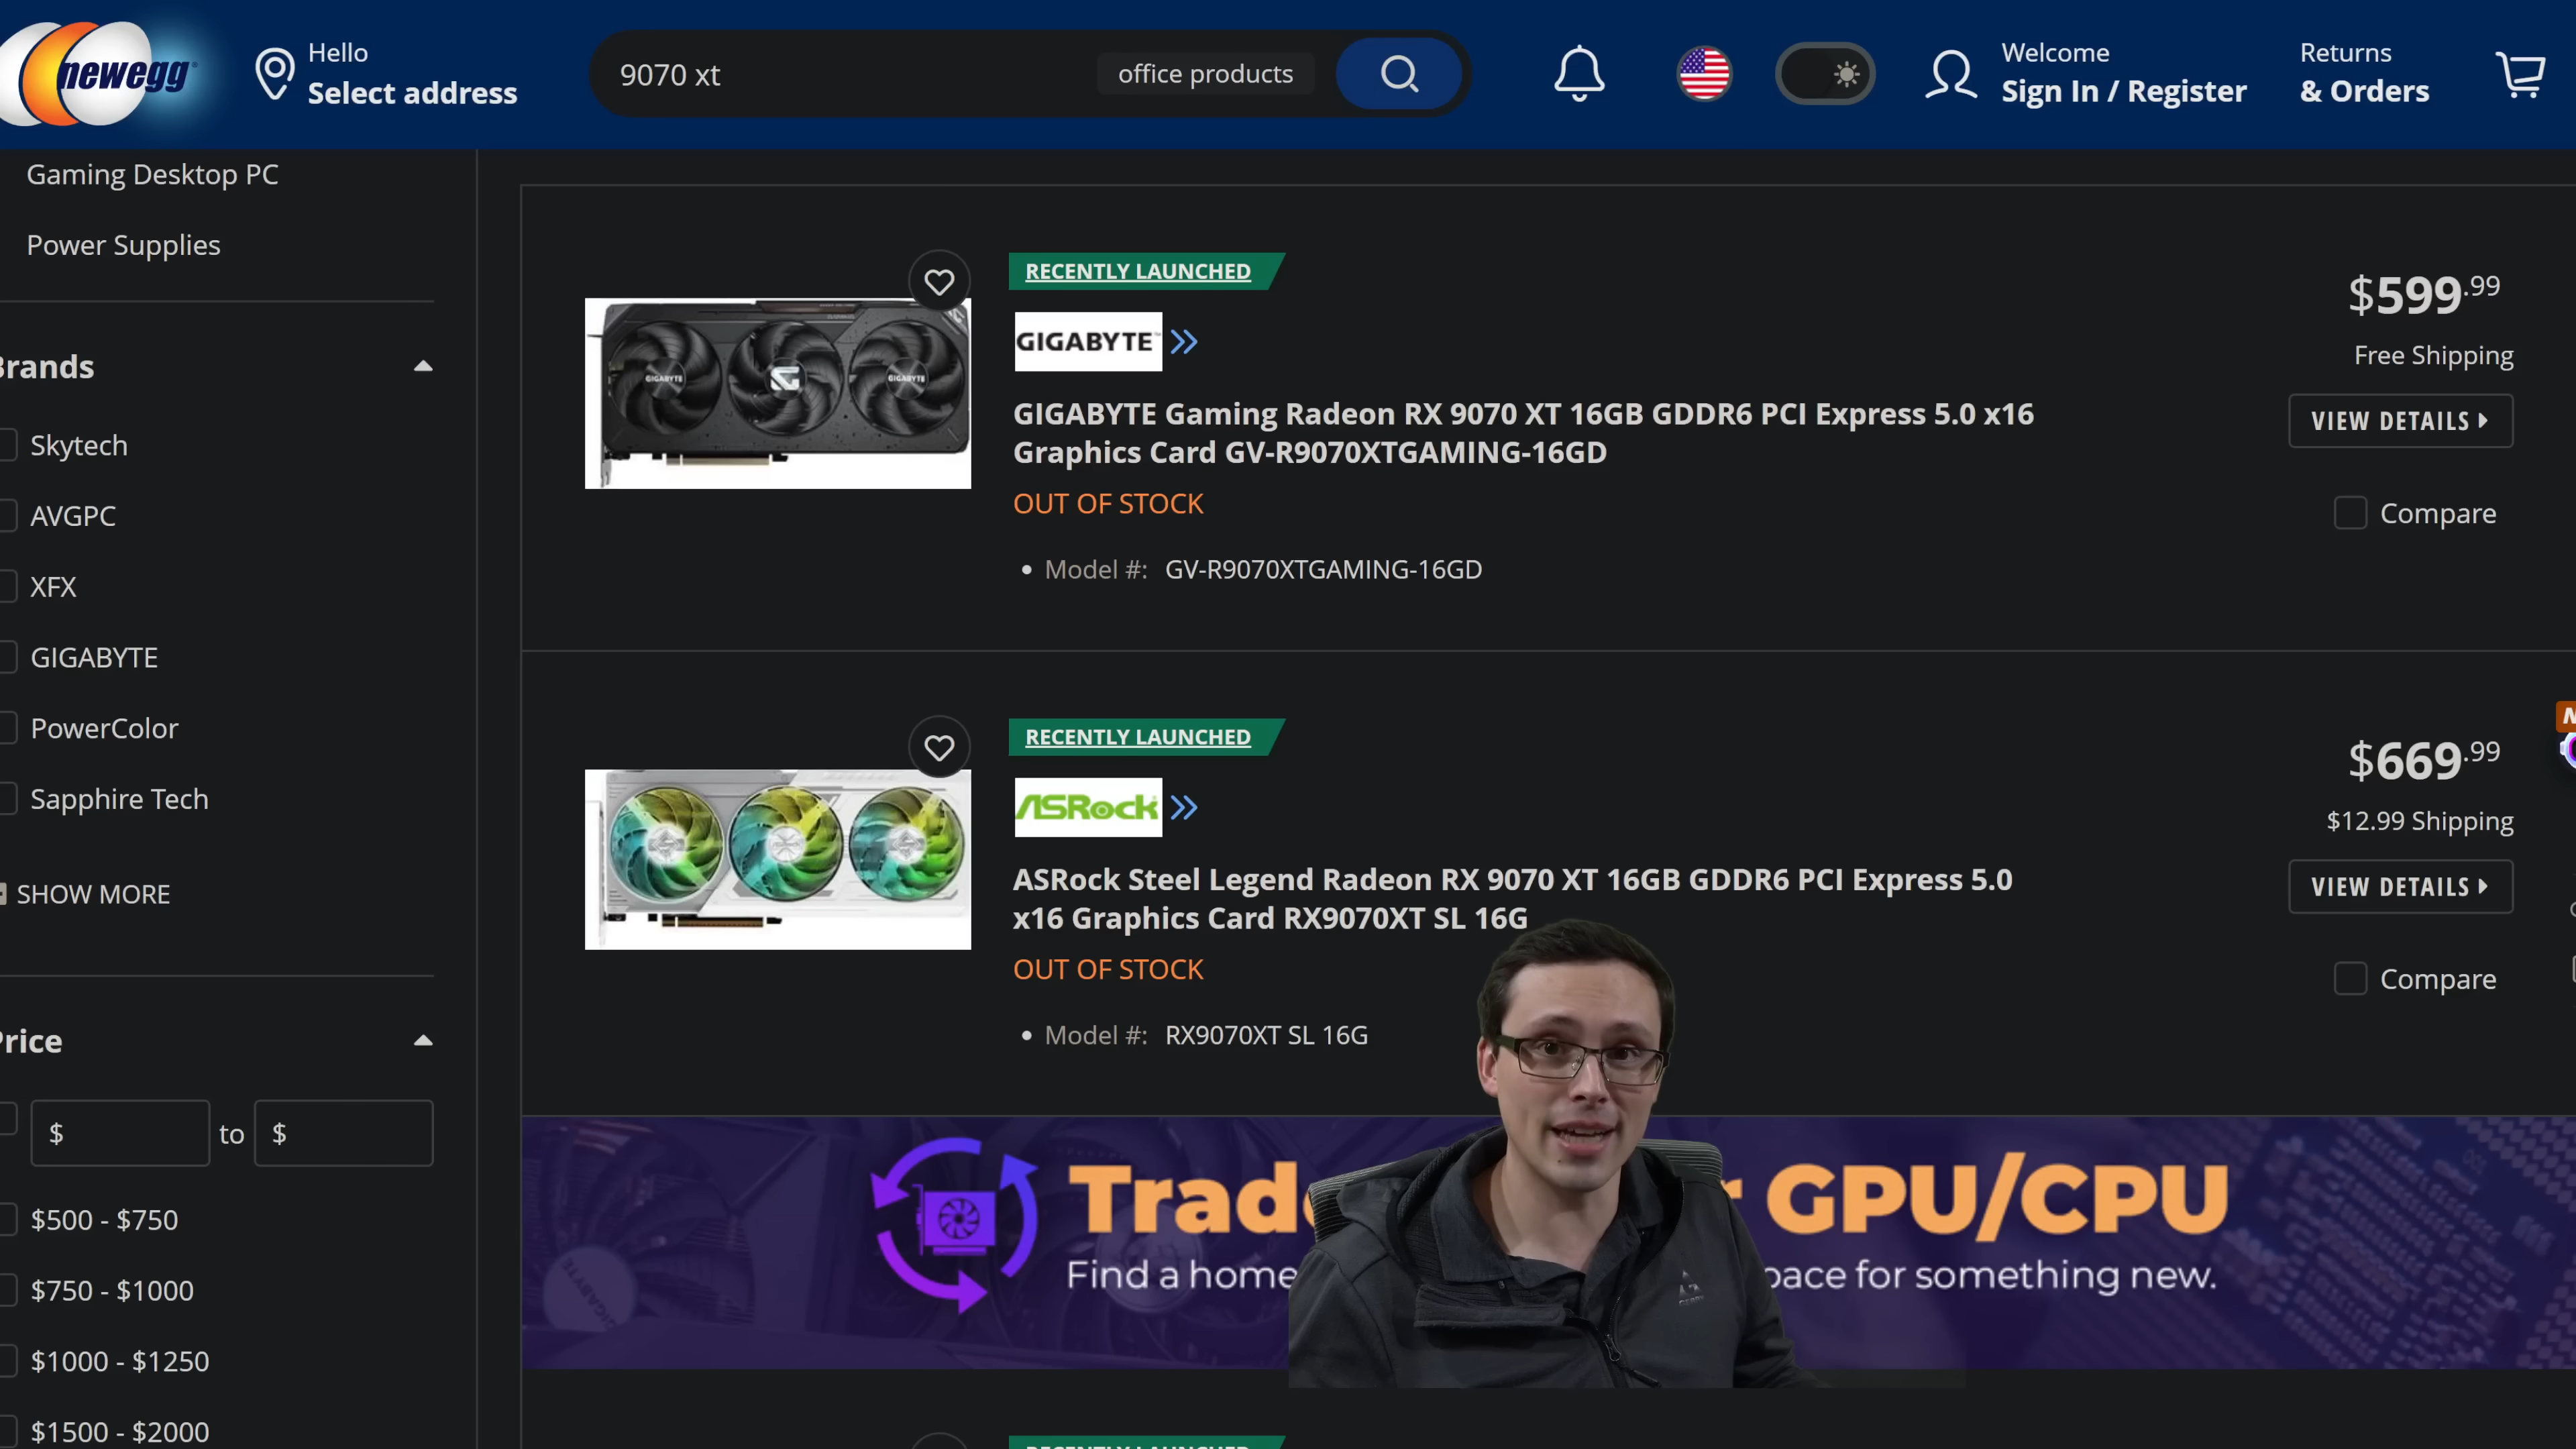 newegg
Hello
Select address
9070 xt
office products
Welcome
Sign In / Register
Returns
& Orders
Gaming Desktop PC
Power Supplies
Brands
Skytech
AVGPC
XFX
GIGABYTE
PowerColor
Sapphire Tech
SHOW MORE
Price
$ to $
$500 - $750
$750 - $1000
$1000 - $1250
$1500 - $2000
RECENTLY LAUNCHED
GIGABYTE
GIGABYTE Gaming Radeon RX 9070 XT 16GB GDDR6 PCI Express 5.0 x16
Graphics Card GV-R9070XTGAMING-16GD
OUT OF STOCK
Model #: GV-R9070XTGAMING-16GD
$599.99
Free Shipping
VIEW DETAILS
Compare
RECENTLY LAUNCHED
ASRock
ASRock Steel Legend Radeon RX 9070 XT 16GB GDDR6 PCI Express 5.0
x16 Graphics Card RX9070XT SL 16G
OUT OF STOCK
Model #: RX9070XT SL 16G
$669.99
$12.99 Shipping
VIEW DETAILS
Compare
GPU/CPU
Find a home
for something new.
RECENTLY LAUNCHED